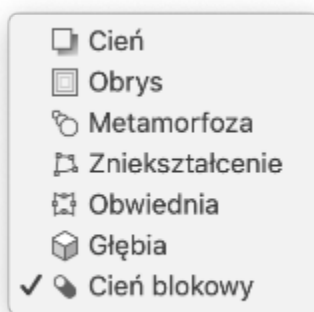 Cień
Obrys
Metamorfoza
Zniekształcenie
Obwiednia
Głębia
Cień blokowy